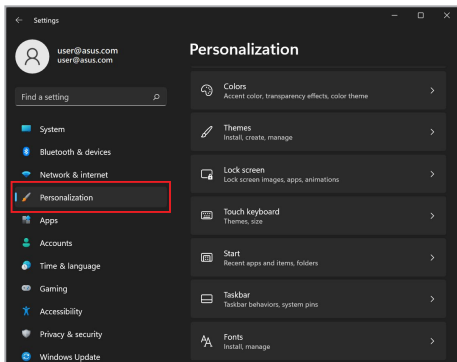 Settings
user@asus.com
user@asus.com
Find a setting
System
Bluetooth & devices
Network & internet
Personalization
Apps
Accounts
Time & language
Gaming
Accessibility
Privacy & security
Windows Update
Personalization
Colors
Accent color, transparency effects, color theme
Themes
Install, create, manage
Lock screen
Lock screen images, apps, animations
Touch keyboard
Themes, size
Start
Recent apps and items, folders
Taskbar
Taskbar behaviors, system pins
Fonts
Install, manage